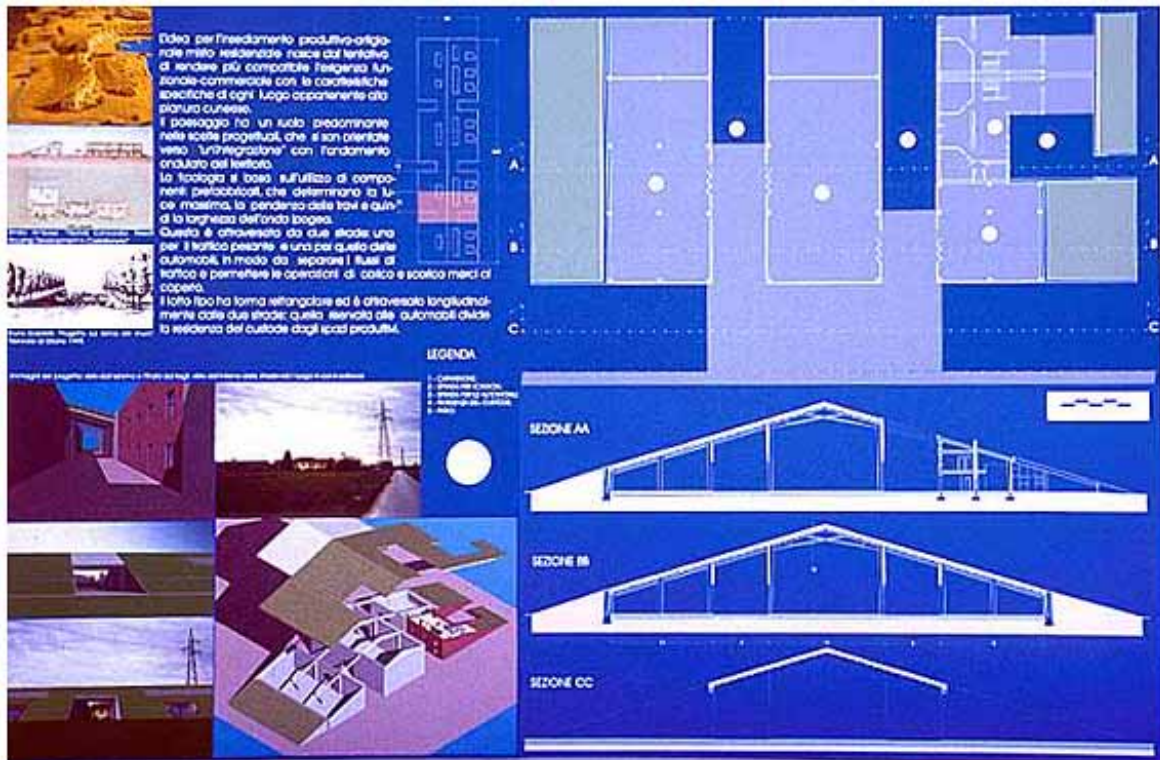 L'idea per l'insediamento produttivo-artigia-
nale misto residenziale nasce dal tentativo
di rendere più compatibile l'esigenza fun-
zionale-commerciale con le caratteristiche
specifiche di ogni luogo appartenente alla
pianura cuneese.
Il paesaggio ha un ruolo predominante
nelle scelte progettuali, che si son orientate
verso "un'integrazione" con l'andamento
ondulato del territorio.
La tipologia si basa sull'utilizzo di compo-
nenti prefabbricati, che determinano la lu-
ce massima, la pendenza delle travi e quin-
di la larghezza dell'onda ipogea.
Questa è attraversata da due strade: una
per il traffico pesante e una per quello delle
automobili, in modo da separare i flussi di
traffico e permettere le operazioni di carico e scarico merci al
coperto.
Il lotto tipo ha forma rettangolare ed è attraversato longitudinal-
mente dalle due strade: quella riservata alle automobili divide
la residenza del custode dagli spazi produttivi.
LEGENDA
A
A
B
B
C
C
SEZIONE AA
SEZIONE BB
SEZIONE CC